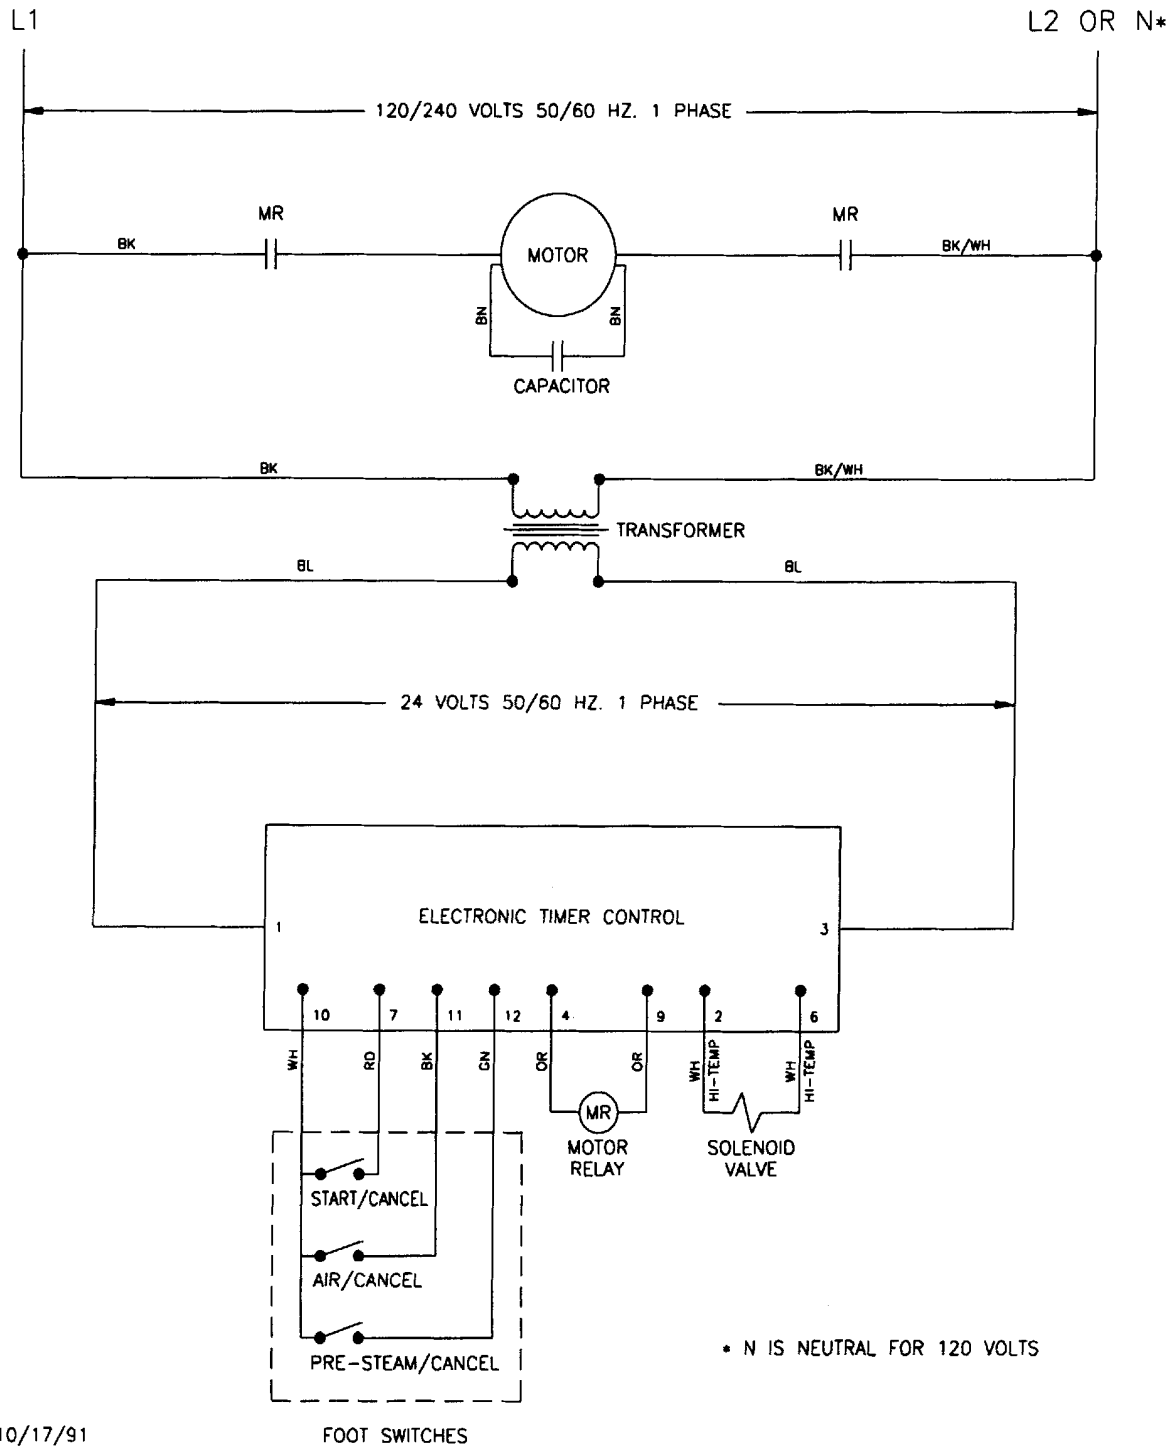 L1
L2 OR N*
120/240 VOLTS 50/60 HZ. 1 PHASE
MR
MR
BK
MOTOR
BK/WH
BN
BN
CAPACITOR
BK
BK/WH
TRANSFORMER
BL
BL
24 VOLTS 50/60 HZ. 1 PHASE
ELECTRONIC TIMER CONTROL
1
3
10
7
11
12
4
9
2
6
WH
RD
BK
GN
OR
OR
WH
HI-TEMP
WH
HI-TEMP
MR
MOTOR
RELAY
SOLENOID
VALVE
START/CANCEL
AIR/CANCEL
PRE-STEAM/CANCEL
* N IS NEUTRAL FOR 120 VOLTS
10/17/91
FOOT SWITCHES